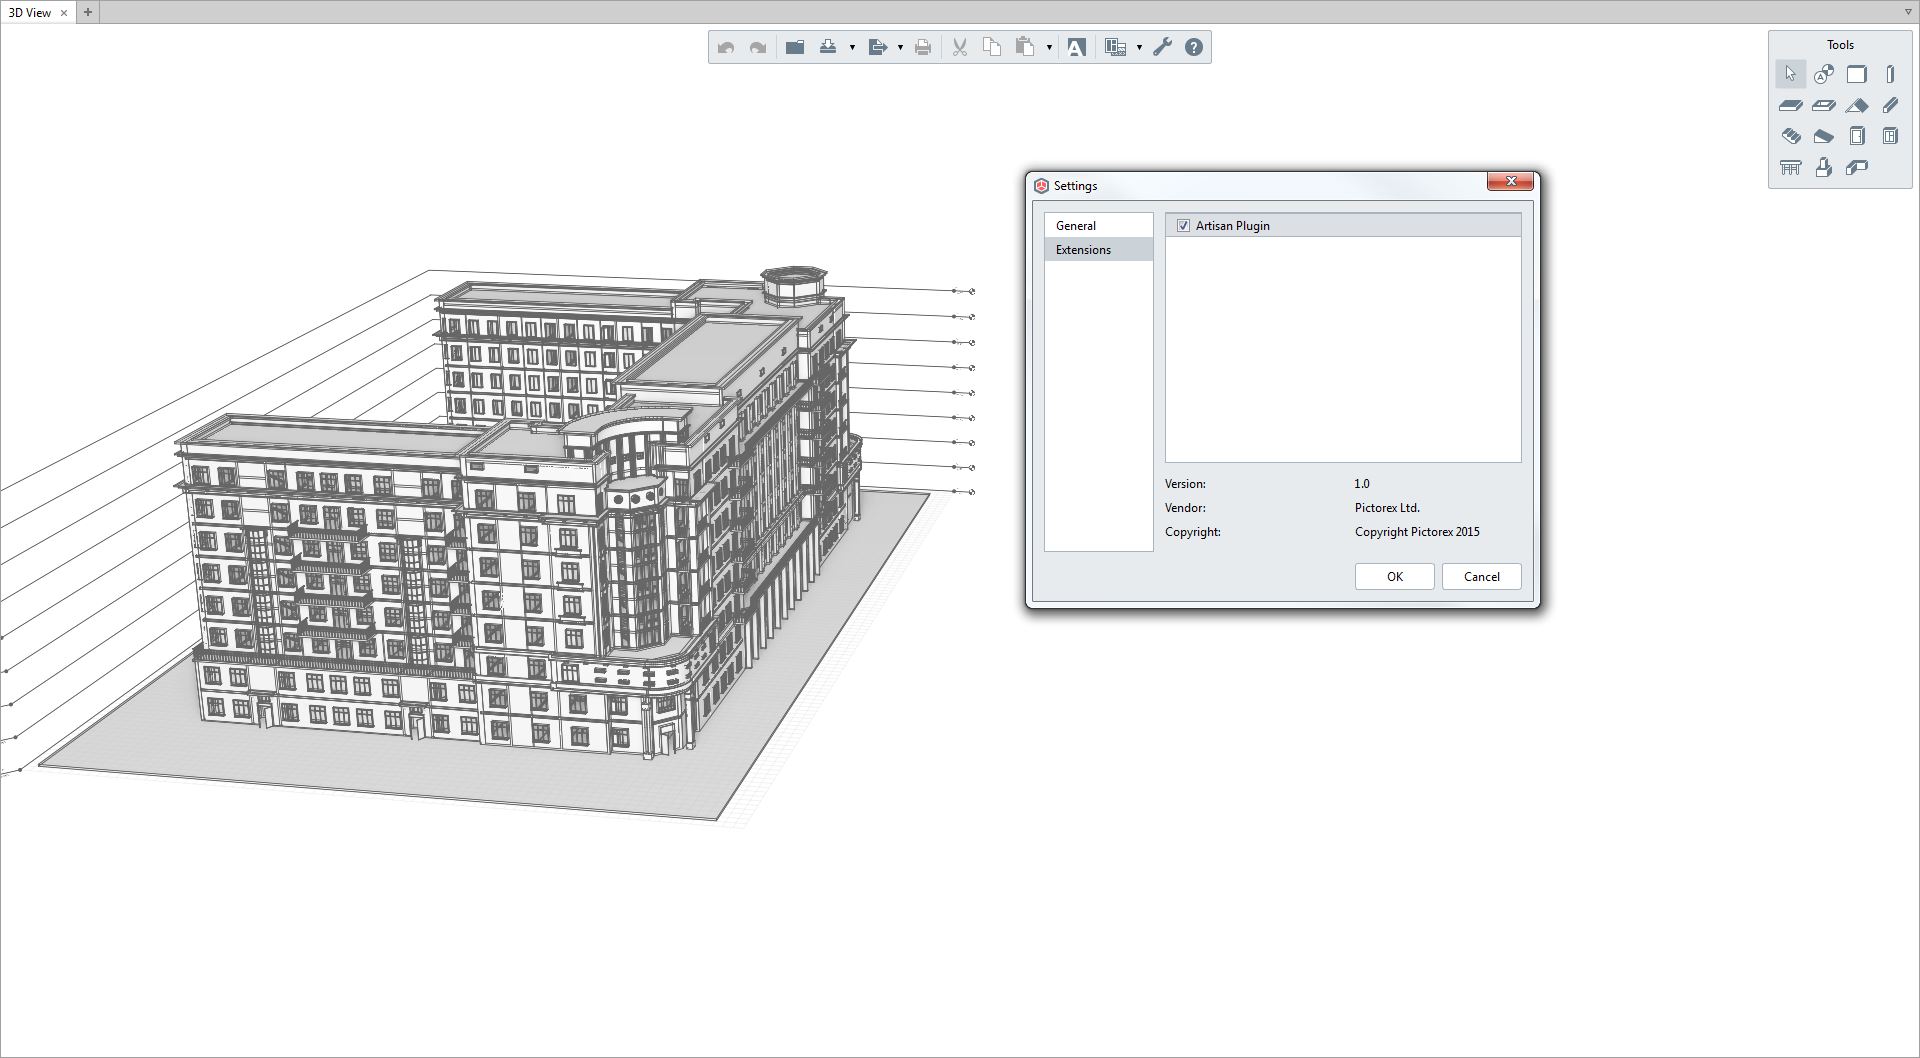 3D View
Tools
Settings
General
Extensions
Artisan Plugin
Version: 1.0
Vendor: Pictorex Ltd.
Copyright: Copyright Pictorex 2015
OK
Cancel